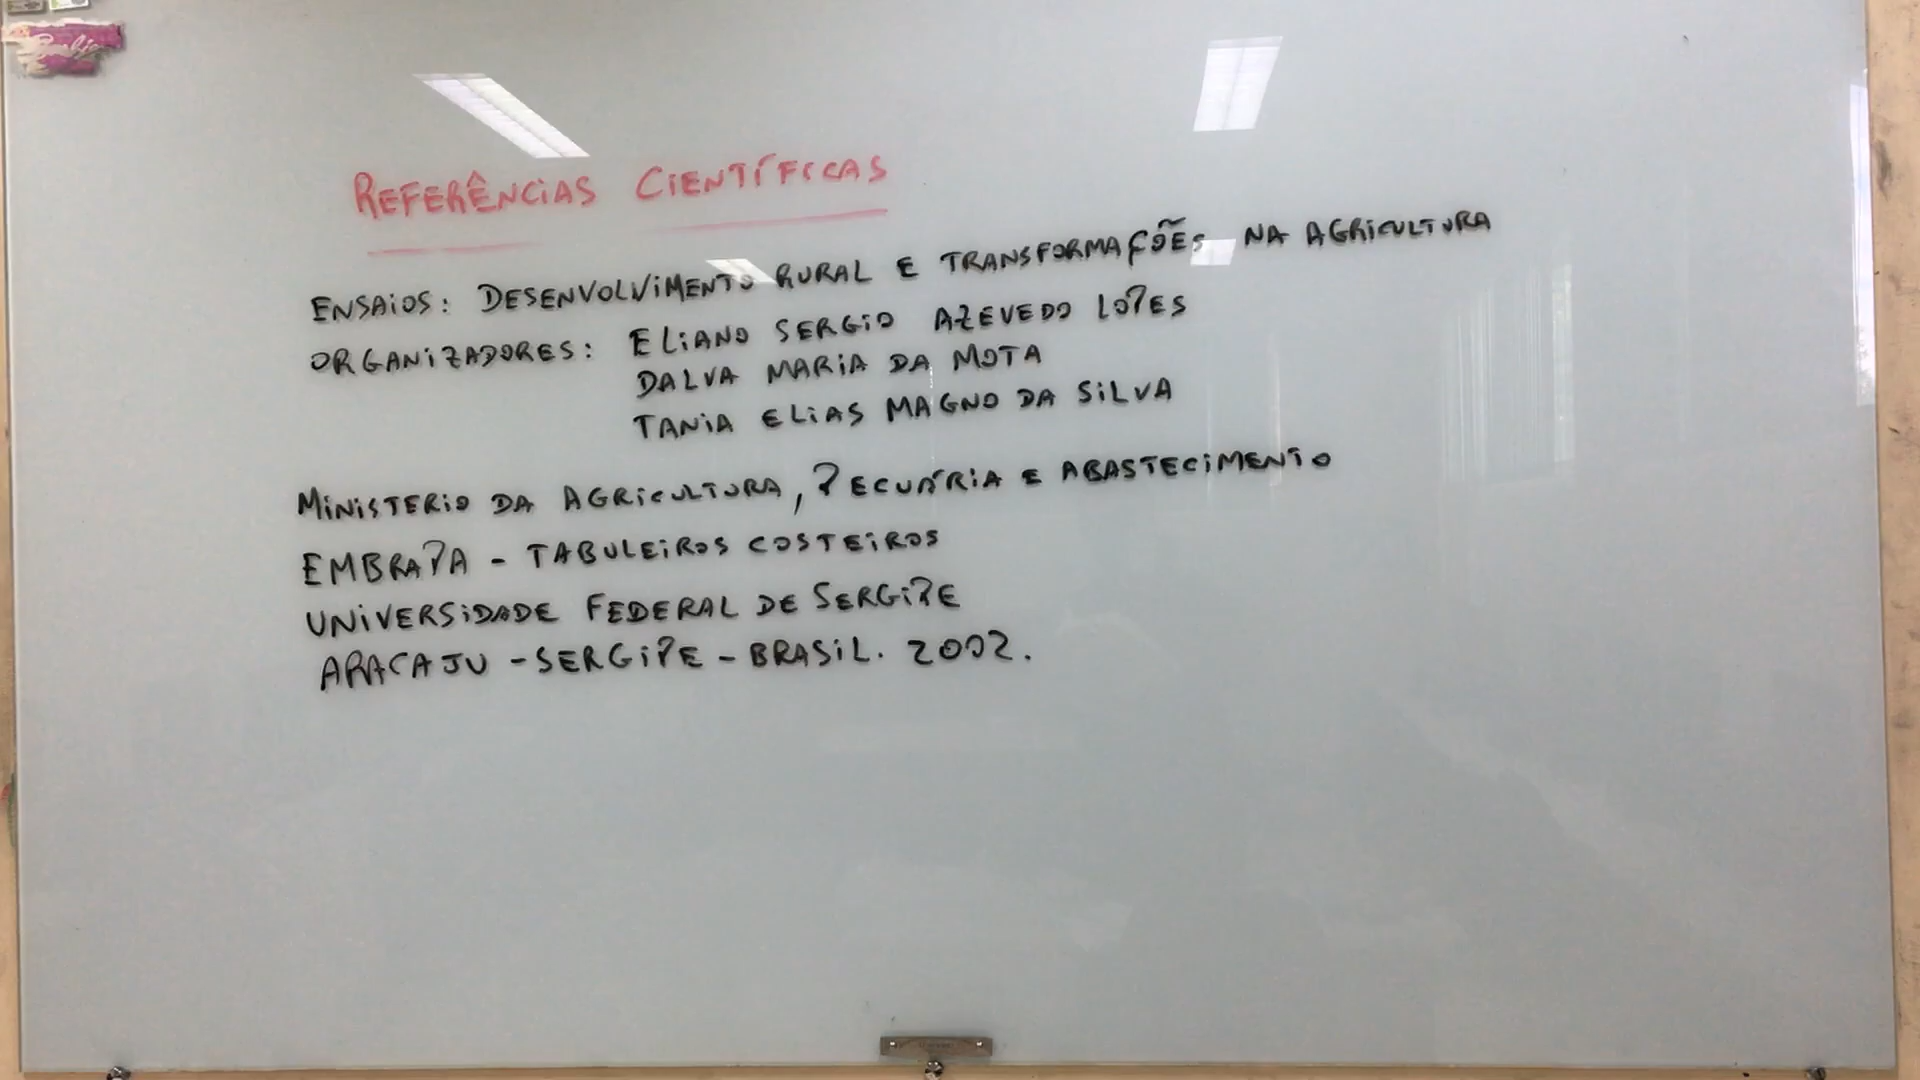 REFERÊNCIAS CIENTÍFICAS
ENSAIOS: DESENVOLVIMENTO RURAL E TRANSFORMAÇÕES NA AGRICULTURA
ORGANIZADORES: ELIANO SERGIO AZEVEDO LOPES
DALVA MARIA DA MOTA
TANIA ELIAS MAGNO DA SILVA
MINISTERIO DA AGRICULTURA, PECUÁRIA E ABASTECIMENTO
EMBRAPA - TABULEIROS COSTEIROS
UNIVERSIDADE FEDERAL DE SERGIPE
ARACAJU - SERGIPE - BRASIL. 2002.